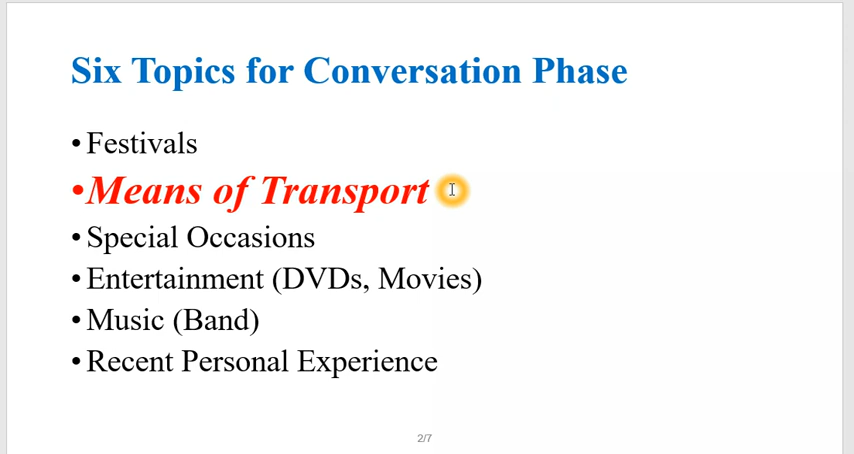 Six Topics for Conversation Phase
• Festivals
• Means of Transport
• Special Occasions
• Entertainment (DVDs, Movies)
• Music (Band)
• Recent Personal Experience
2/7